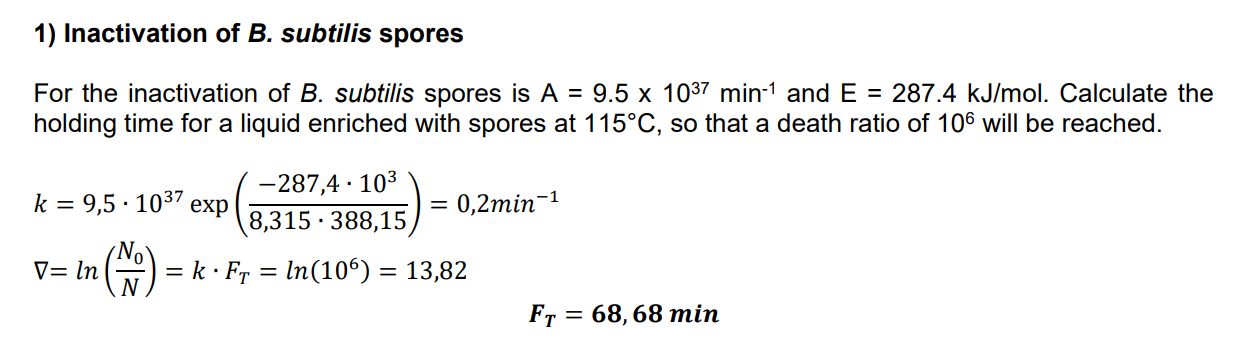 1) Inactivation of B. subtilis spores
For the inactivation of B. subtilis spores is A = 9.5 x 10³⁷ min⁻¹ and E = 287.4 kJ/mol. Calculate the
holding time for a liquid enriched with spores at 115°C, so that a death ratio of 10⁶ will be reached.
k = 9,5 · 10³⁷ exp(−287,4 · 10³ / 8,315 · 388,15) = 0,2min⁻¹
∇= ln(N₀/N) = k · F_T = ln(10⁶) = 13,82
F_T = 68,68 min